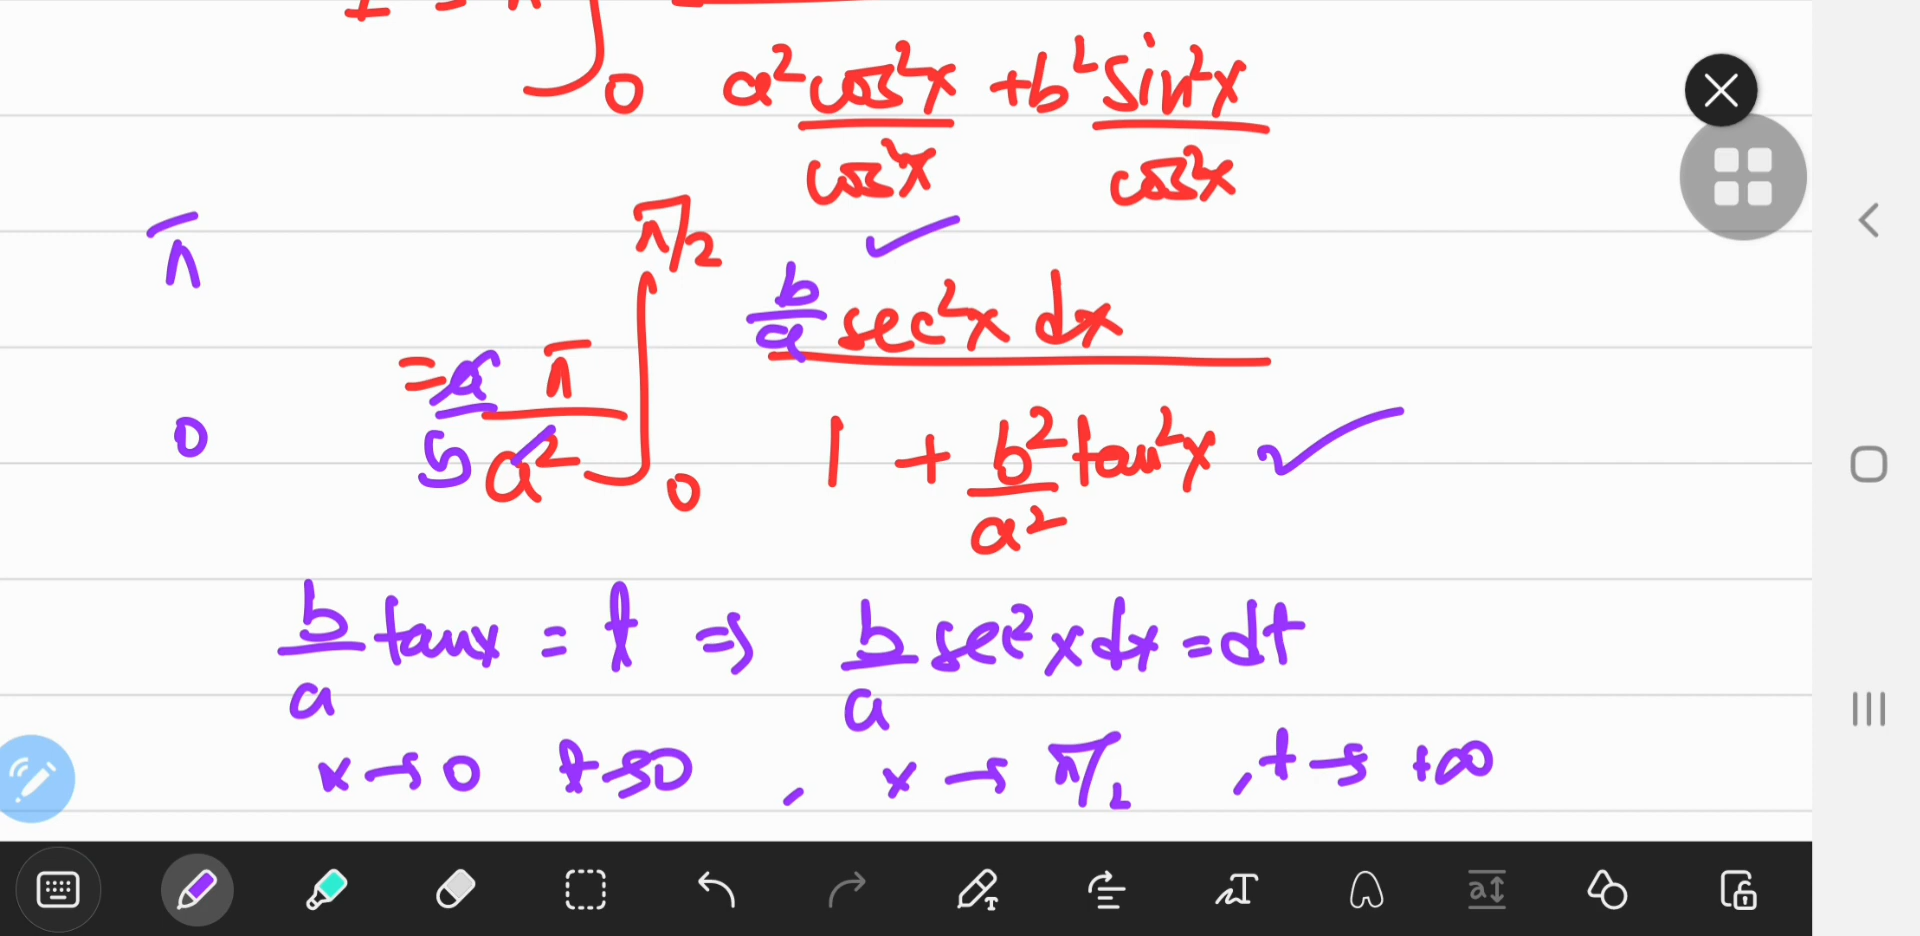 0 a²cos²x + b²sin²x
cos²x cos²x
π π/2
b/a sec²x dx
= a π
0 b a² 0 1 + b²/a² tan²x
b/a tanx = t ⇒ b/a sec²x dx = dt
x → 0 t → 0 , x → π/2 , t → +∞